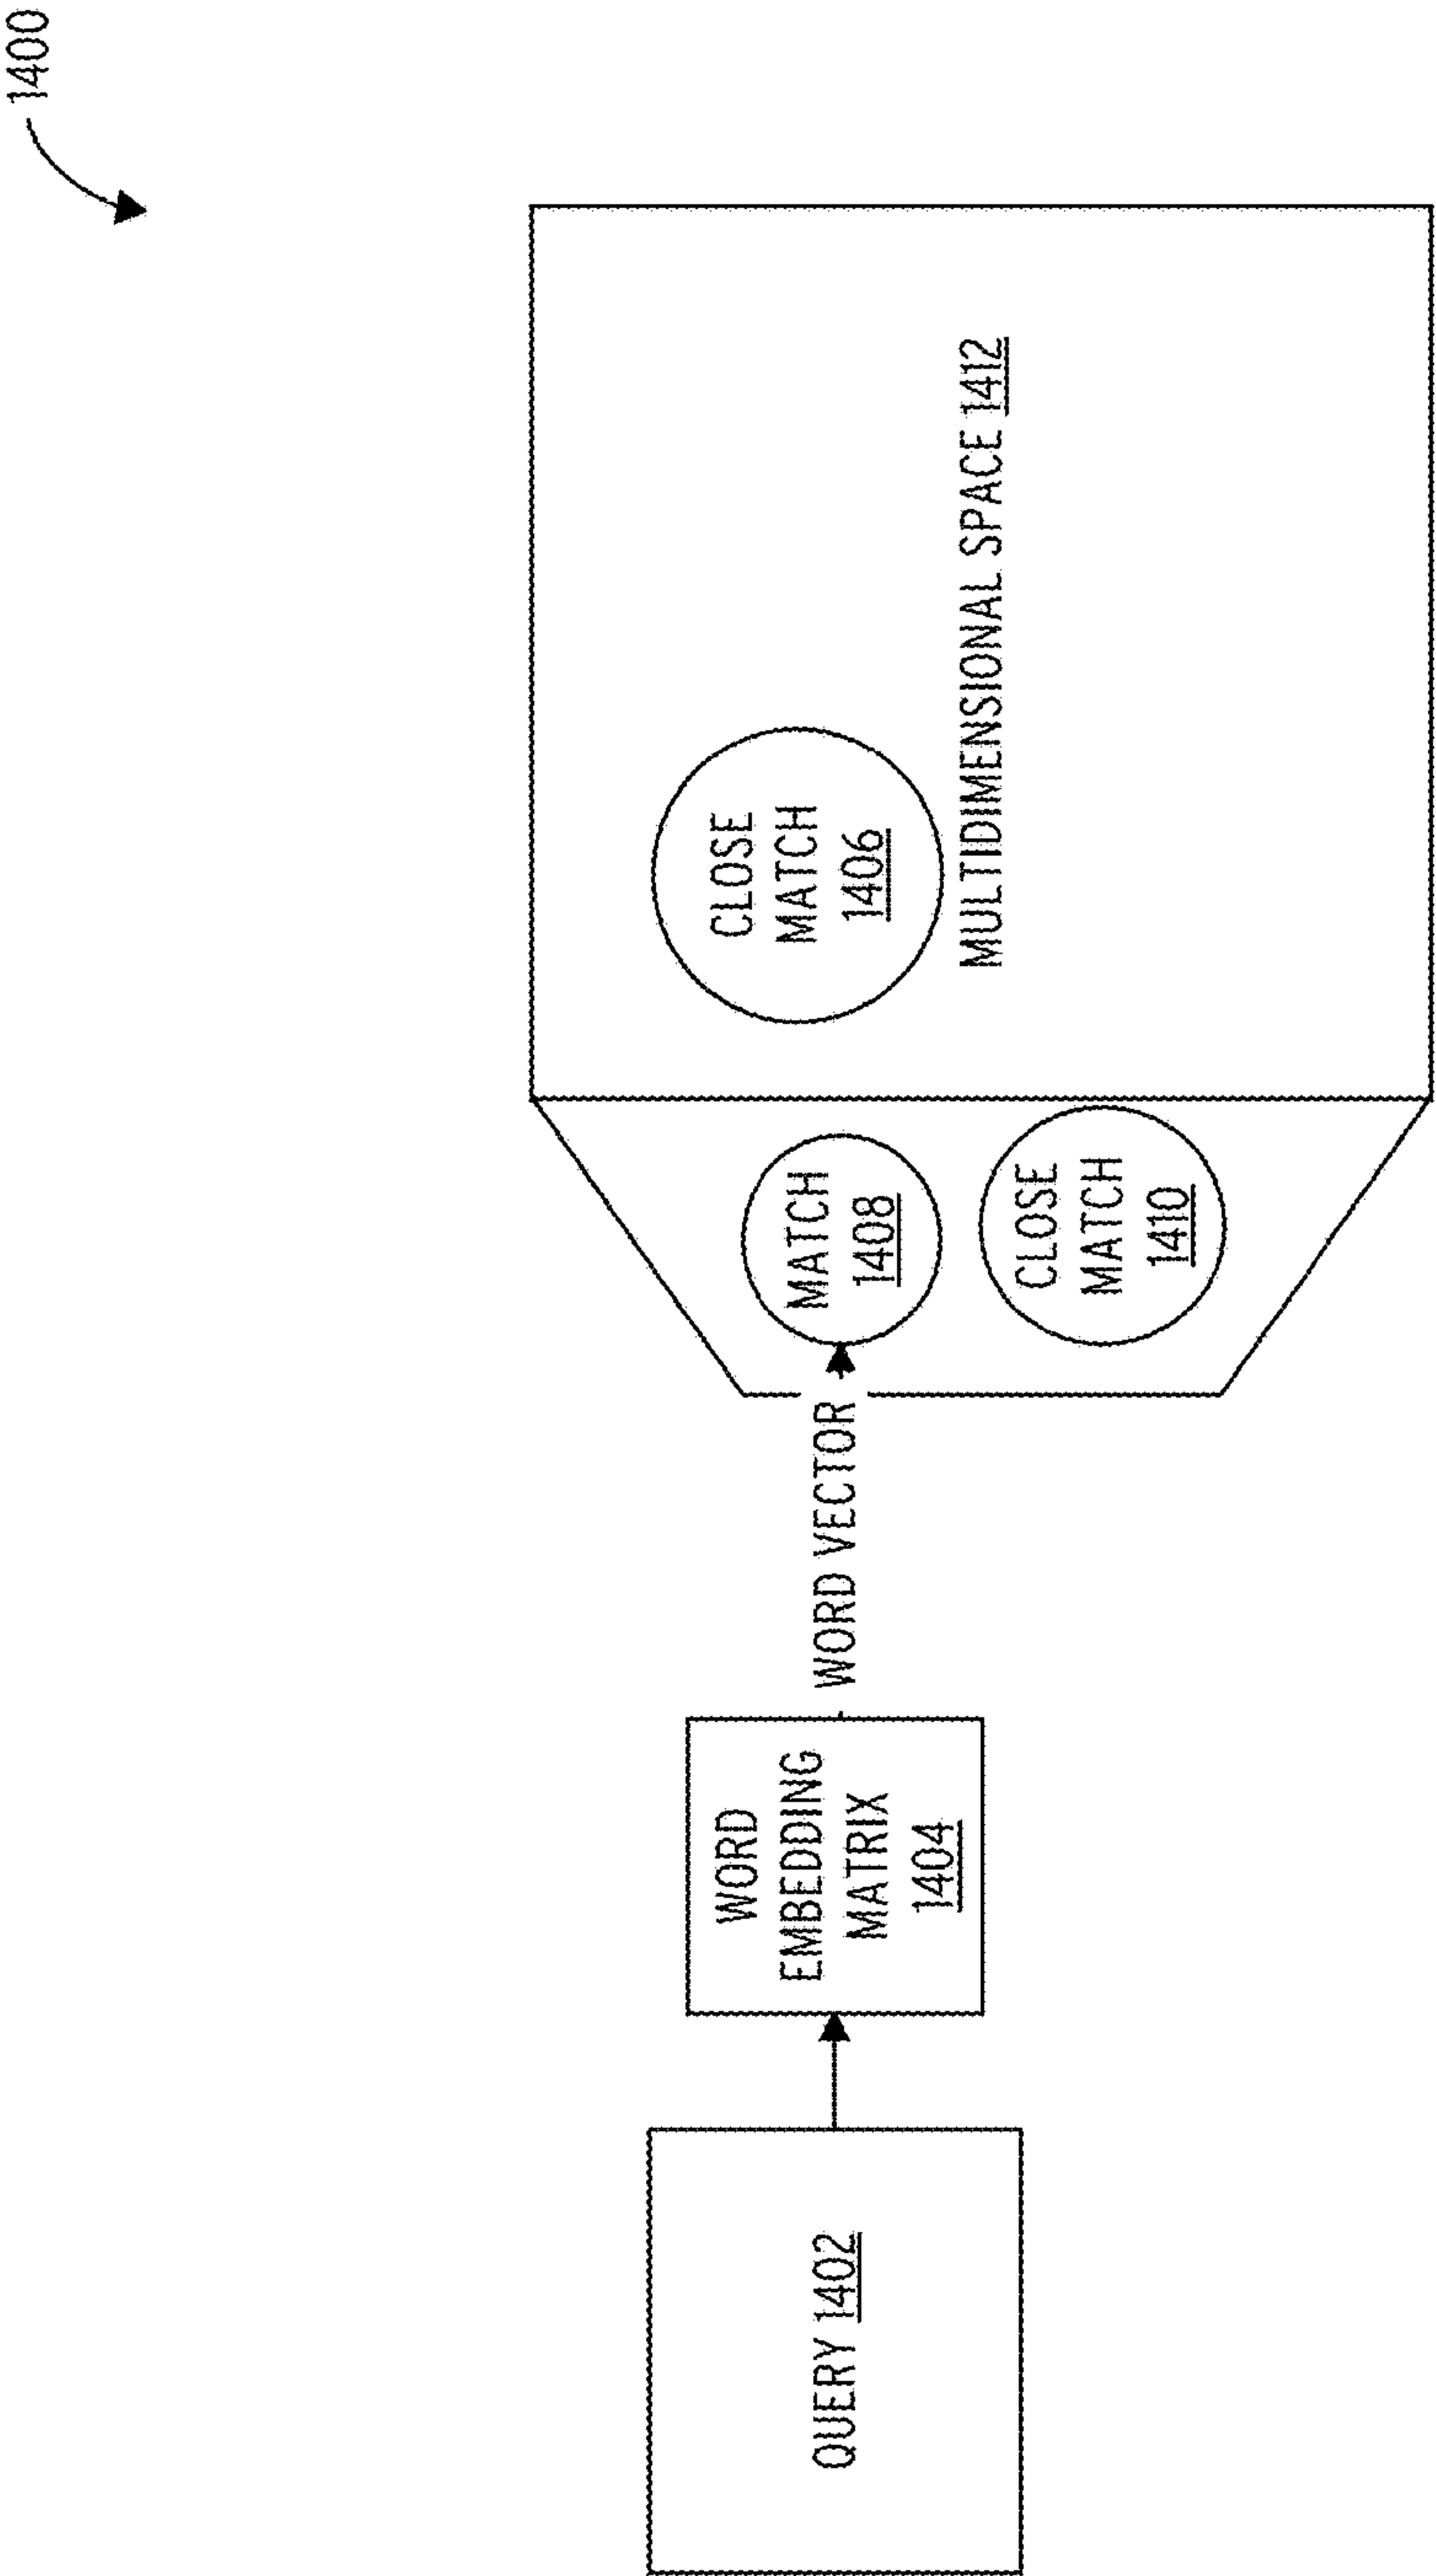 1400
QUERY 1402
WORD
EMBEDDING
MATRIX
1404
WORD VECTOR
MATCH
1408
CLOSE
MATCH
1410
CLOSE
MATCH
1406
MULTIDIMENSIONAL SPACE 1412